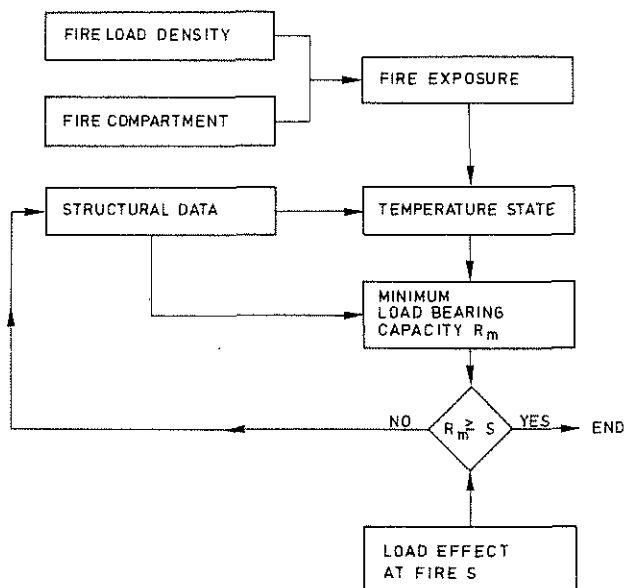 FIRE LOAD DENSITY
FIRE EXPOSURE
FIRE COMPARTMENT
STRUCTURAL DATA
TEMPERATURE STATE
MINIMUM
LOAD BEARING
CAPACITY Rm
NO
Rm ≥ S
YES
END
LOAD EFFECT
AT FIRE S